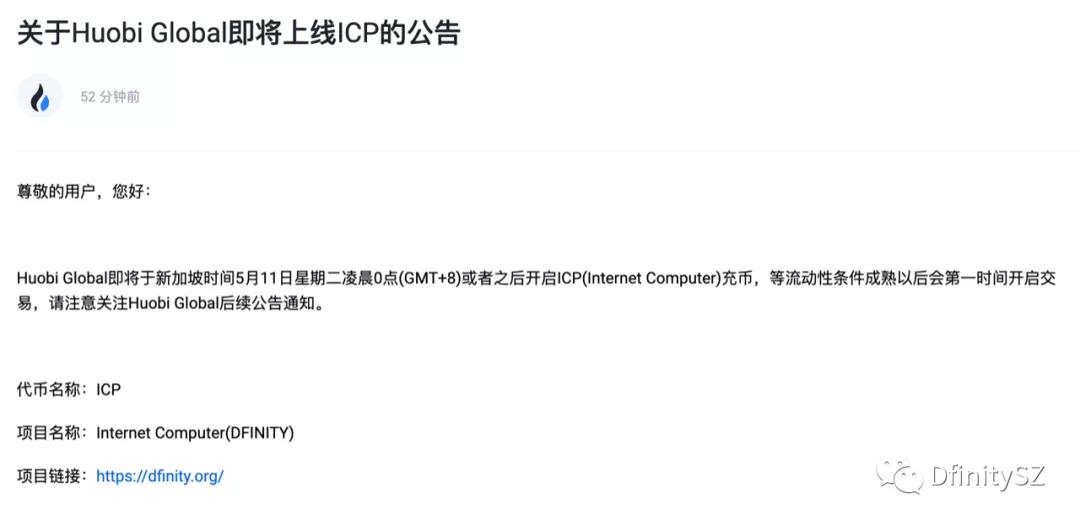 关于Huobi Global即将上线ICP的公告
52 分钟前
尊敬的用户，您好：
Huobi Global即将于新加坡时间5月11日星期二凌晨0点(GMT+8)或者之后开启ICP(Internet Computer)充币，等流动性条件成熟以后会第一时间开启交
易，请注意关注Huobi Global后续公告通知。
代币名称：ICP
项目名称：Internet Computer(DFINITY)
项目链接：https://dfinity.org/
DfinitySZ